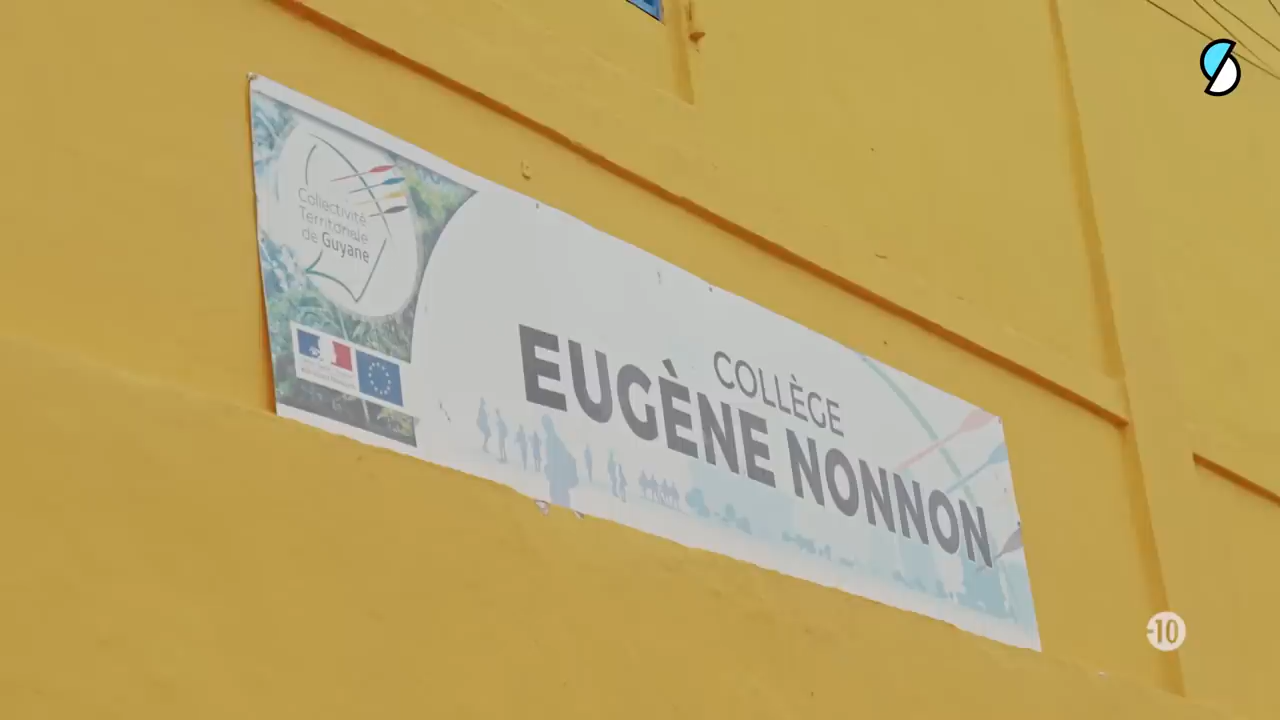 Collectivité
Territoriale
de Guyane
COLLÈGE
EUGÈNE NONNON
-10